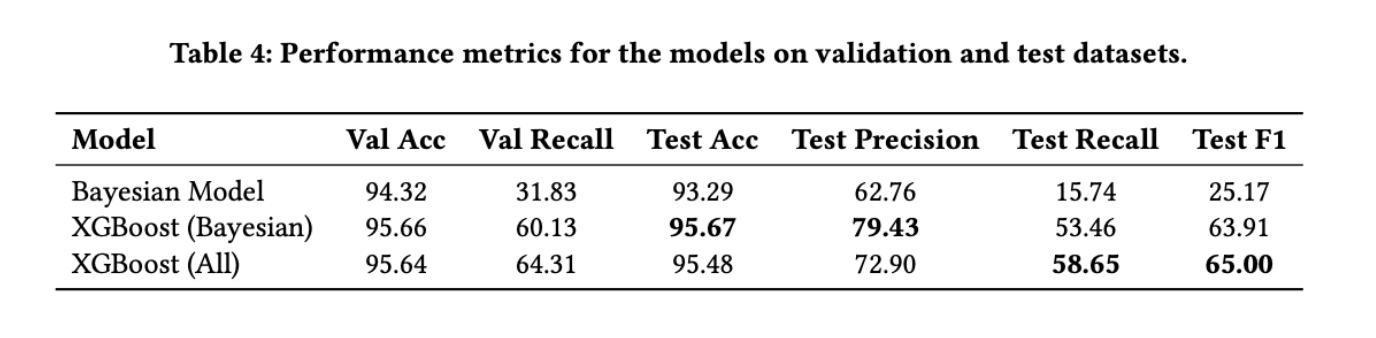 Table 4: Performance metrics for the models on validation and test datasets.
Model Val Acc Val Recall Test Acc Test Precision Test Recall Test F1
Bayesian Model 94.32 31.83 93.29 62.76 15.74 25.17
XGBoost (Bayesian) 95.66 60.13 95.67 79.43 53.46 63.91
XGBoost (All) 95.64 64.31 95.48 72.90 58.65 65.00